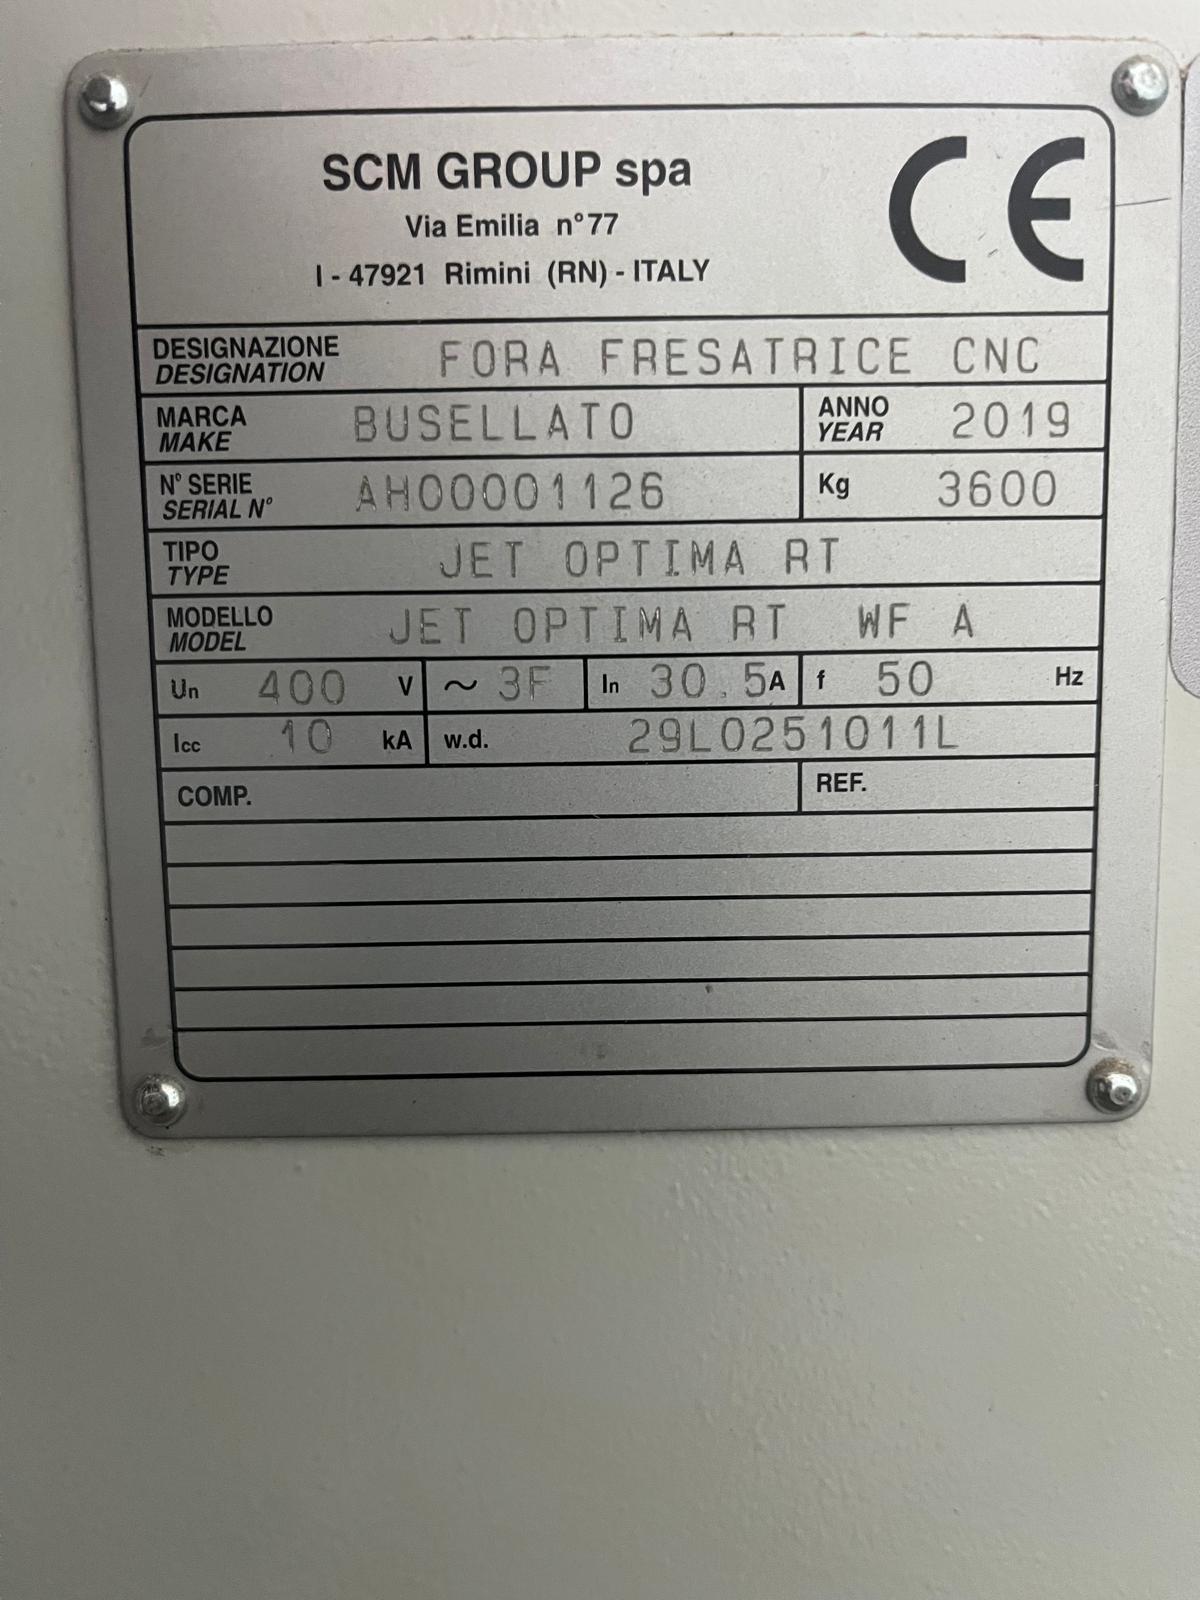 SCM GROUP spa
CE
Via Emilia n°77
I - 47921 Rimini (RN) - ITALY
DESIGNAZIONE
DESIGNATION
FORA FRESATRICE CNC
MARCA
MAKE
BUSELLATO
ANNO
YEAR
2019
N° SERIE
SERIAL N°
AH00001126
Kg
3600
TIPO
TYPE
JET OPTIMA RT
MODELLO
MODEL
JET OPTIMA RT WF A
Un 400 V ~ 3F In 30.5A f 50 Hz
Icc 10 kA w.d. 29L0251011L
COMP. REF.